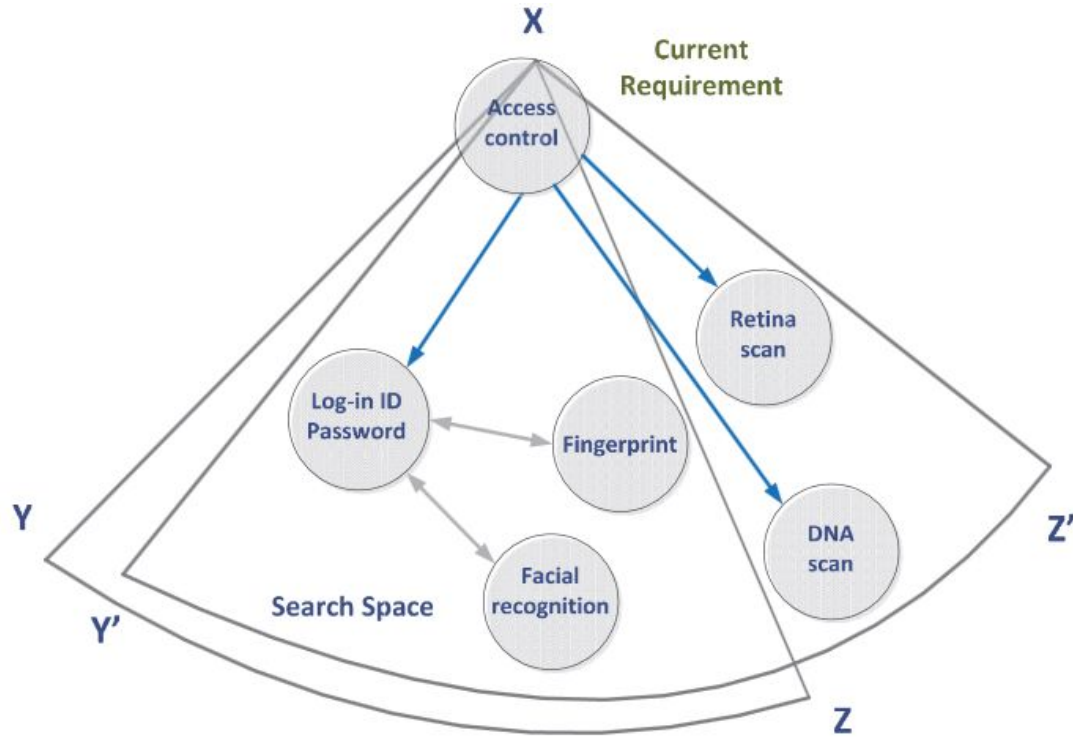 X
Current
Requirement
Access
control
Retina
scan
Log-in ID
Password
Fingerprint
Y
Z'
DNA
scan
Facial
recognition
Search Space
Y’
Z